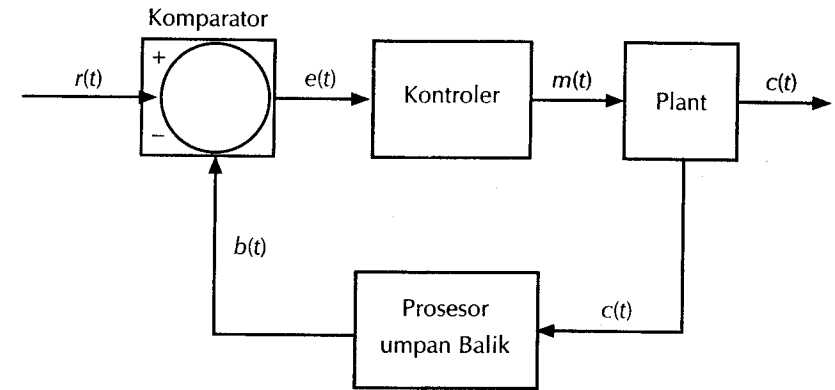 Komparator
+
r(t)
e(t)
Kontroler
m(t)
Plant
c(t)
−
b(t)
Prosesor
umpan Balik
c(t)